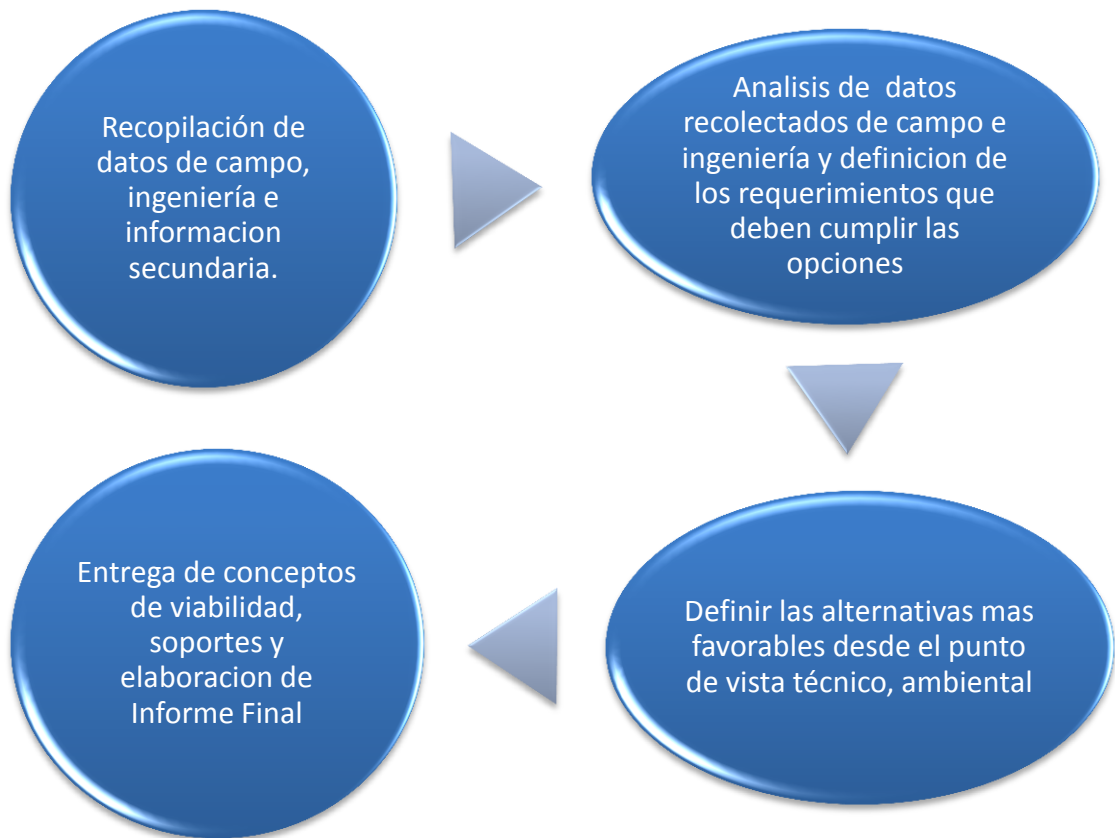 Recopilación de
datos de campo,
ingeniería e
informacion
secundaria.
Analisis de datos
recolectados de campo e
ingeniería y definicion de
los requerimientos que
deben cumplir las
opciones
Definir las alternativas mas
favorables desde el punto
de vista técnico, ambiental
Entrega de conceptos
de viabilidad,
soportes y
elaboracion de
Informe Final